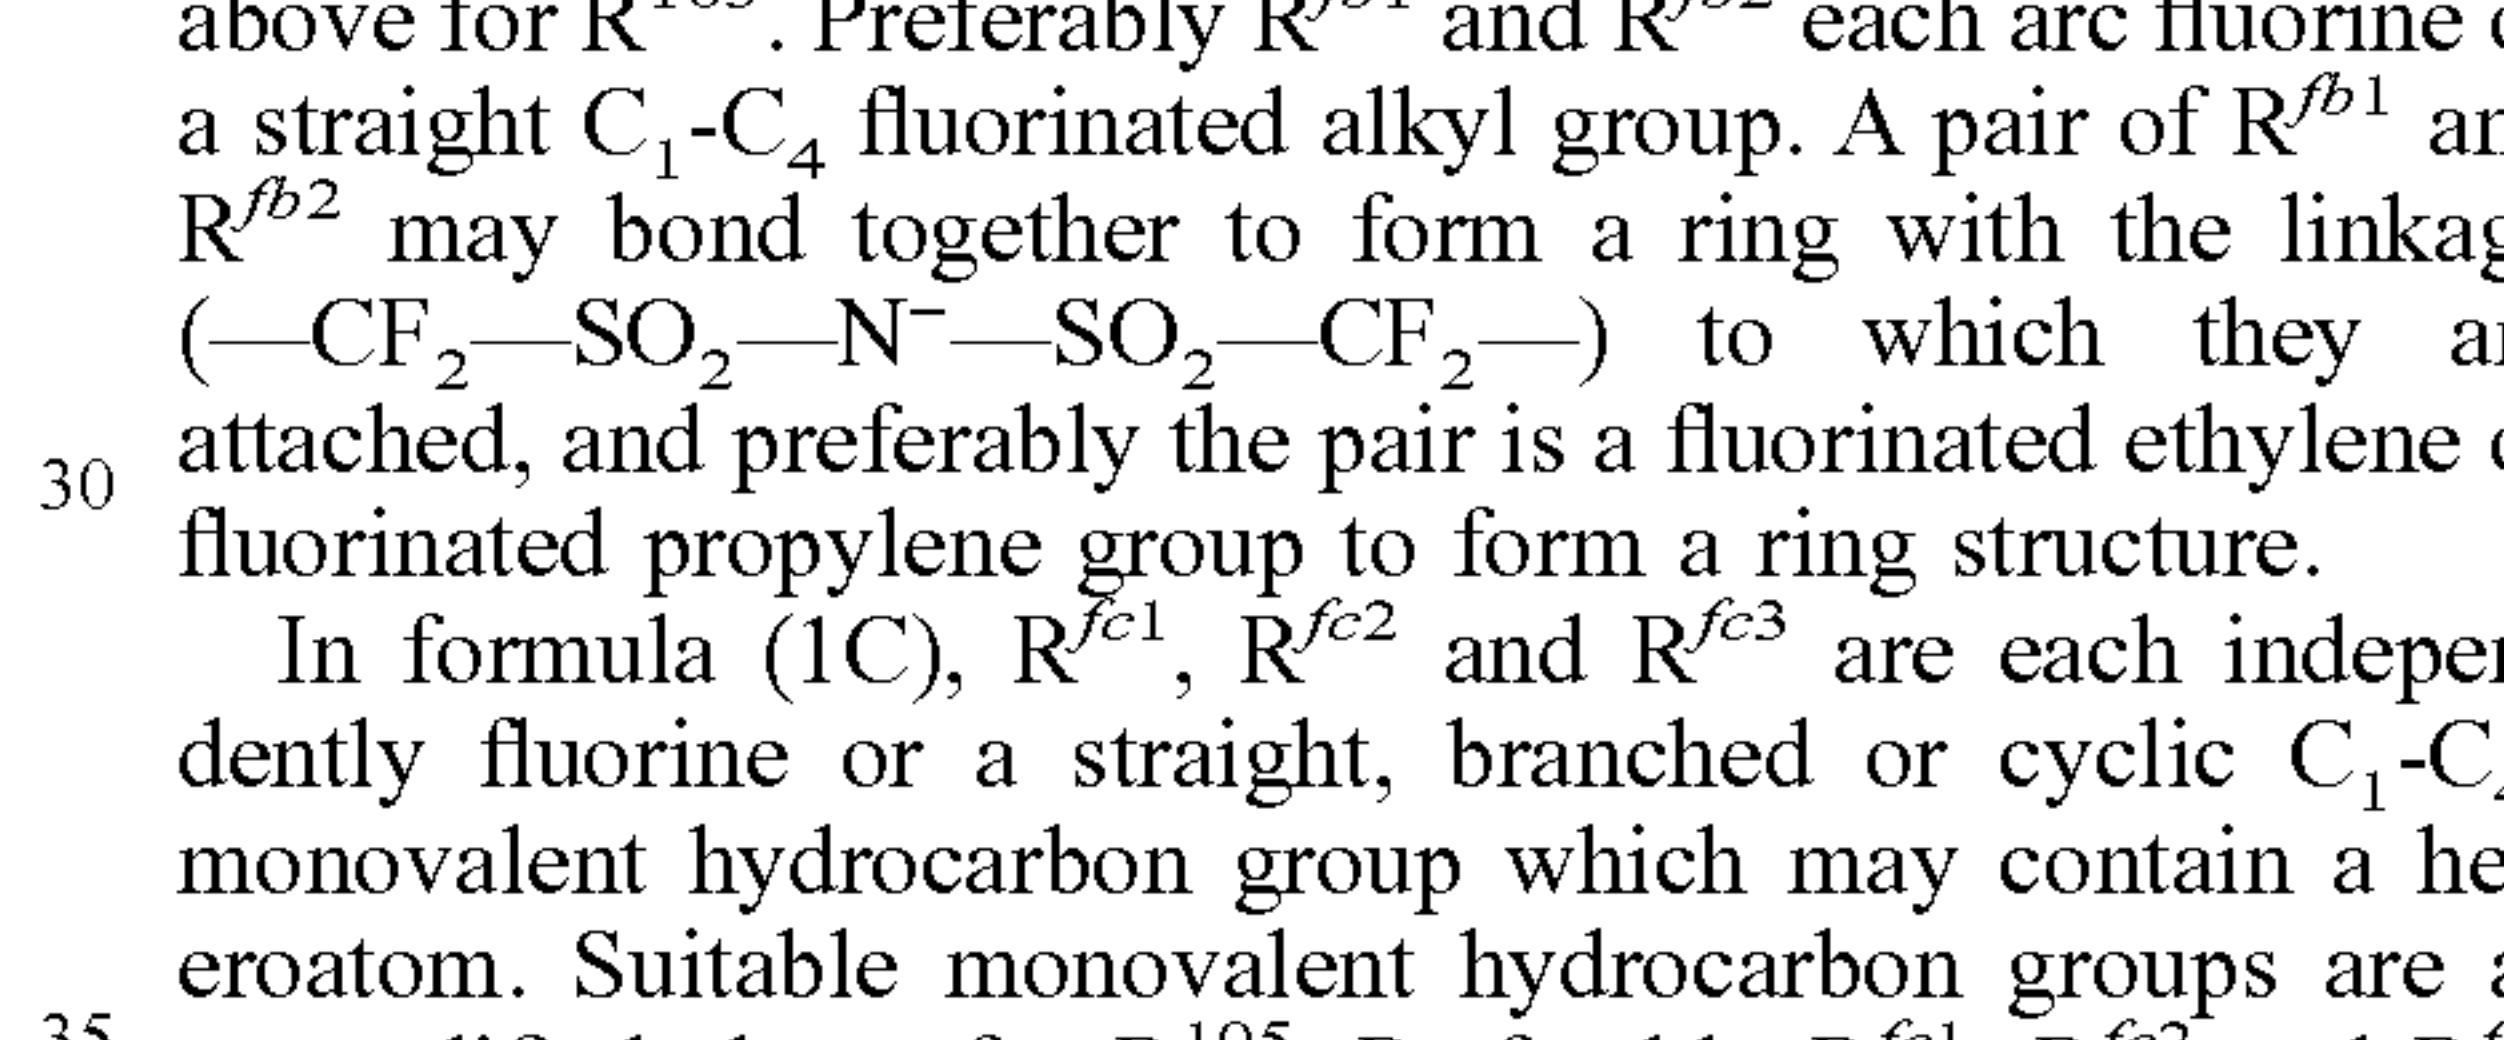 above for R. Preferably R and R each arc fluorine
a straight C₁-C₄ fluorinated alkyl group. A pair of Rᶠᵇ¹
Rᶠᵇ² may bond together to form a ring with the
(—CF₂—SO₂—N⁻—SO₂—CF₂—) to which they
attached, and preferably the pair is a fluorinated ethylene
30
fluorinated propylene group to form a ring structure.
In formula (1C), Rᶠᶜ¹, Rᶠᶜ² and Rᶠᶜ³ are each indepen
dently fluorine or a straight, branched or cyclic C₁-C
monovalent hydrocarbon group which may contain a he
eroatom. Suitable monovalent hydrocarbon groups are
35